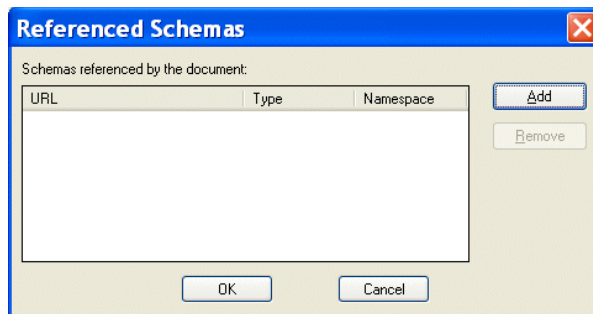 Referenced Schemas
Schemas referenced by the document:
URL Type Namespace
Add
Remove
OK Cancel